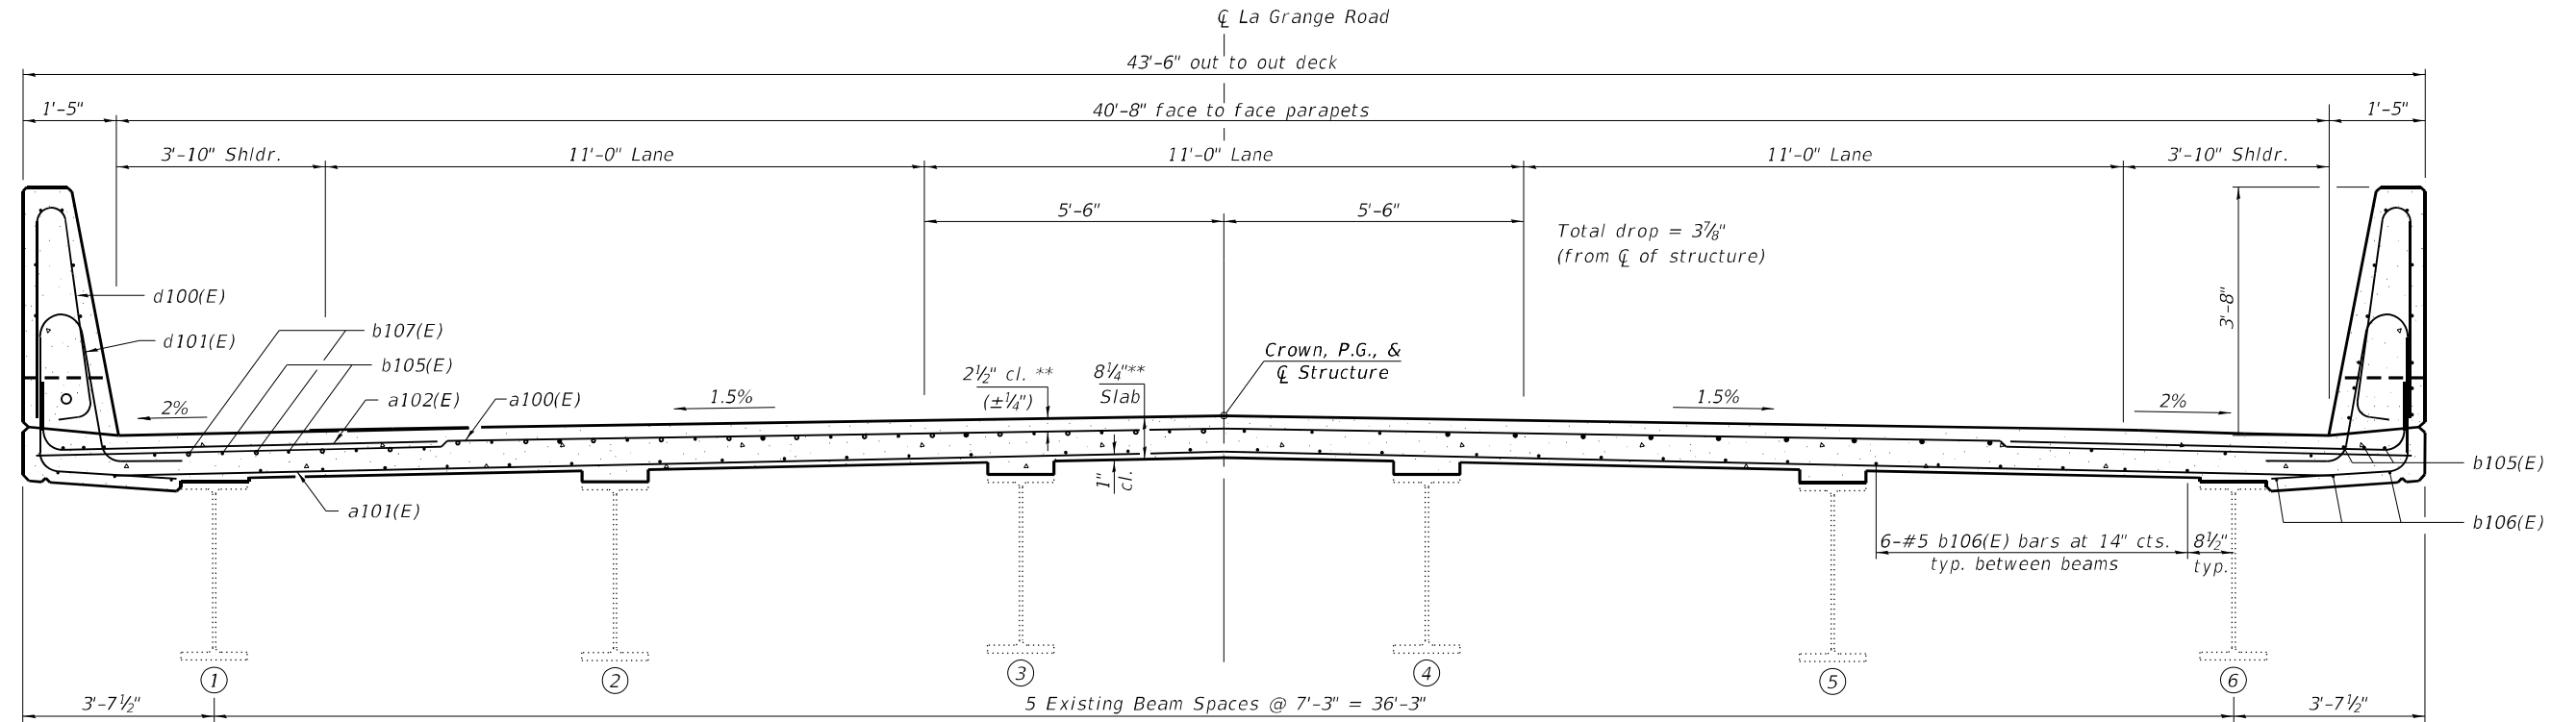 ℄ La Grange Road
43'-6" out to out deck
1'-5"
40'-8" face to face parapets
1'-5"
3'-10" Shldr.
11'-0" Lane
11'-0" Lane
11'-0" Lane
3'-10" Shldr.
5'-6"
5'-6"
Total drop = 3⅞"
(from ℄ of structure)
3'-8"
d100(E)
d101(E)
b107(E)
b105(E)
a102(E)
a100(E)
2%
1.5%
2½" cl. **
(±¼")
8¼"**
Slab
Crown, P.G., &
℄ Structure
1.5%
2%
1"
cl.
a101(E)
b105(E)
b106(E)
6-#5 b106(E) bars at 14" cts.
typ. between beams
8½"
typ.
1
2
3
4
5
6
3'-7½"
5 Existing Beam Spaces @ 7'-3" = 36'-3"
3'-7½"